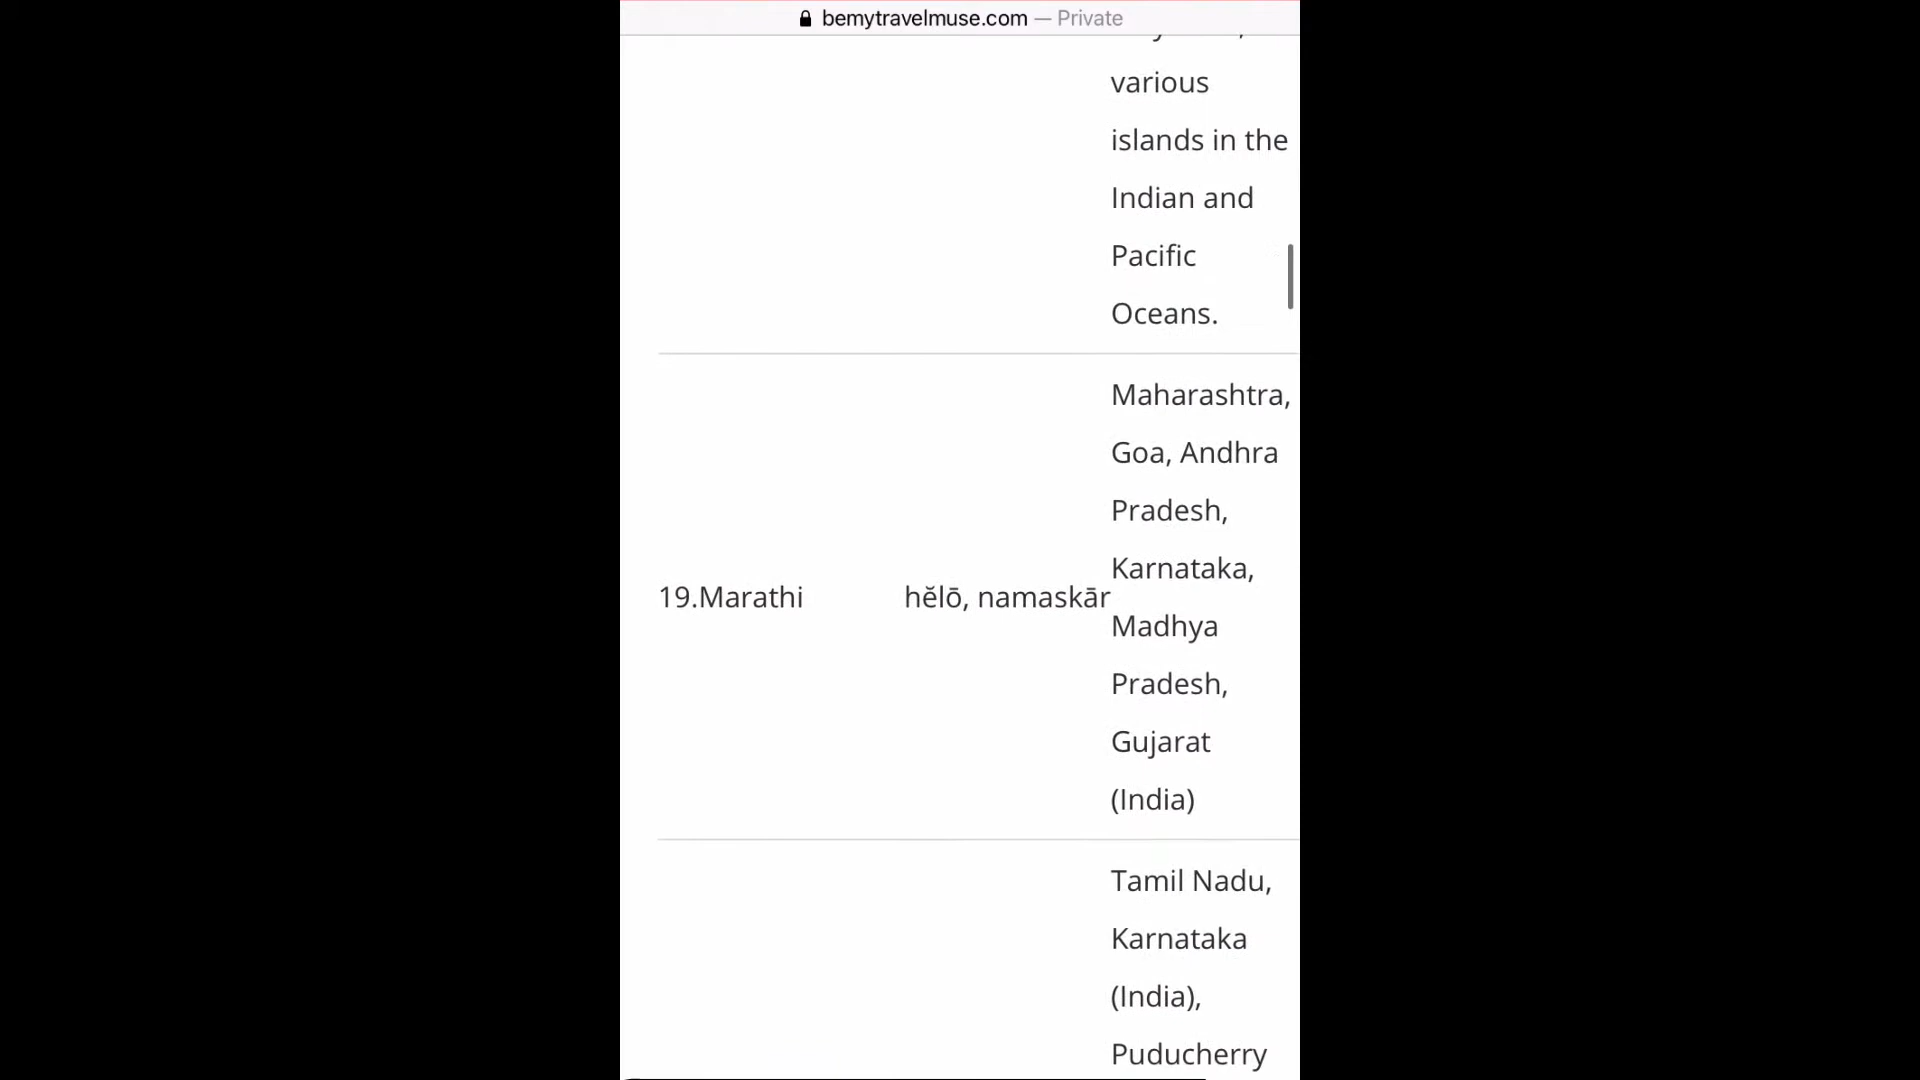 bemytravelmuse.com — Private
various
islands in the
Indian and
Pacific
Oceans.
Maharashtra,
Goa, Andhra
Pradesh,
Karnataka,
19.Marathi hĕlō, namaskār
Madhya
Pradesh,
Gujarat
(India)
Tamil Nadu,
Karnataka
(India),
Puducherry